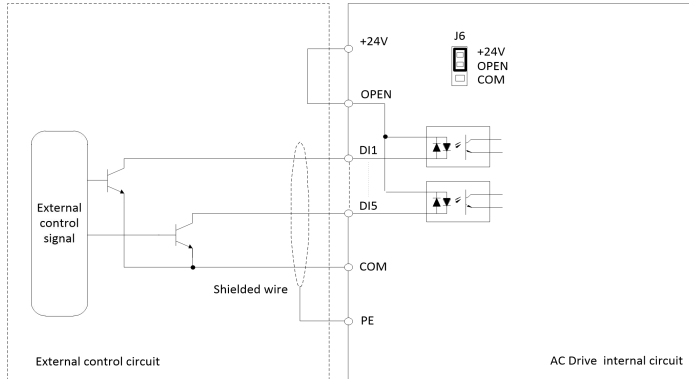 +24V
J6
+24V
OPEN
COM
OPEN
DI1
External
control
signal
DI5
COM
Shielded wire
PE
External control circuit
AC Drive internal circuit